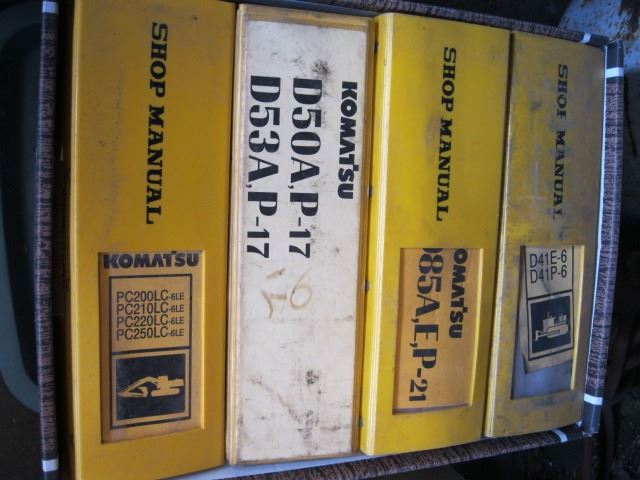 SHOP MANUAL
KOMATSU
PC200LC-6LE
PC210LC-6LE
PC220LC-6LE
PC250LC-6LE
KOMATSU
D50A,P-17
D53A,P-17
SHOP MANUAL
KOMATSU
D85A,E,P-21
SHOP MANUAL
D41E-6
D41P-6